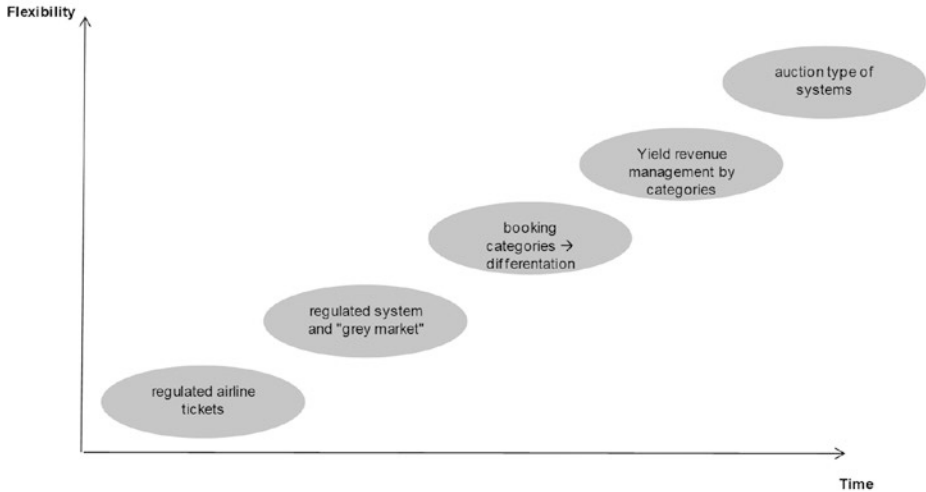 Flexibility
auction type of
systems
Yield revenue
management by
categories
booking
categories →
differentation
regulated system
and "grey market"
regulated airline
tickets
Time